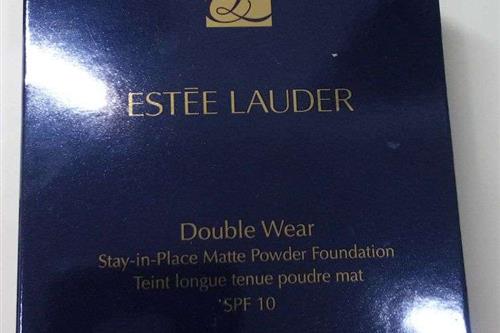 ESTĒE LAUDER
Double Wear
Stay-in-Place Matte Powder Foundation
Teint longue tenue poudre mat
SPF 10